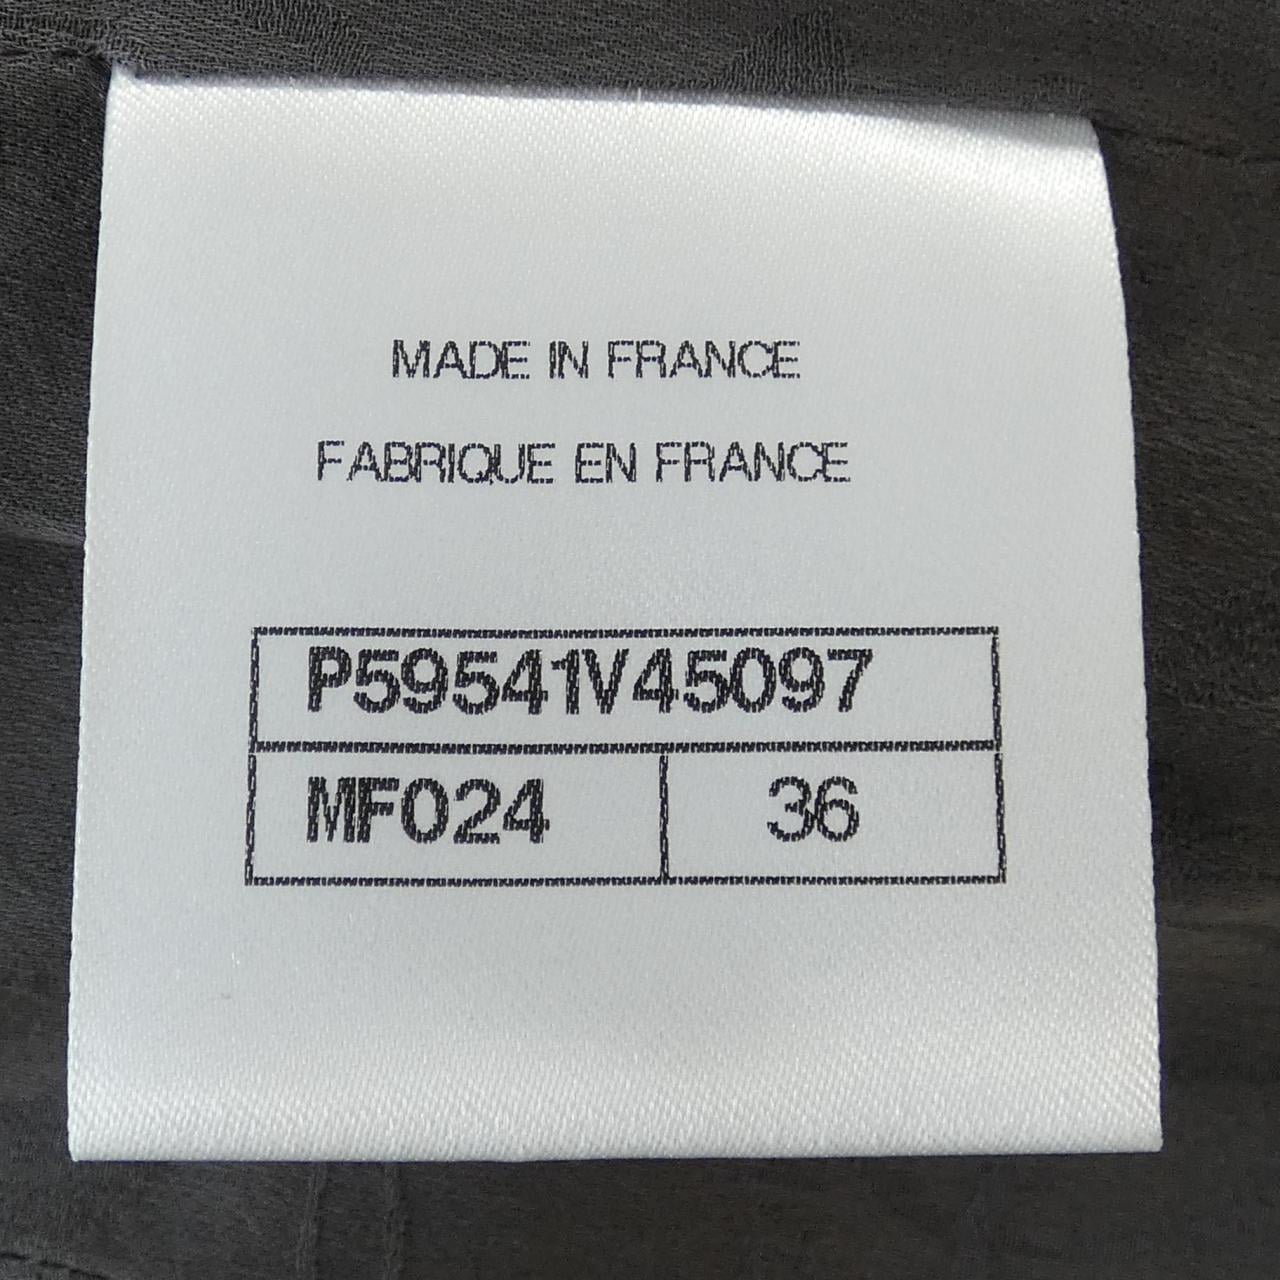 MADE IN FRANCE
FABRIQUE EN FRANCE
P59541V45097
MF024 36